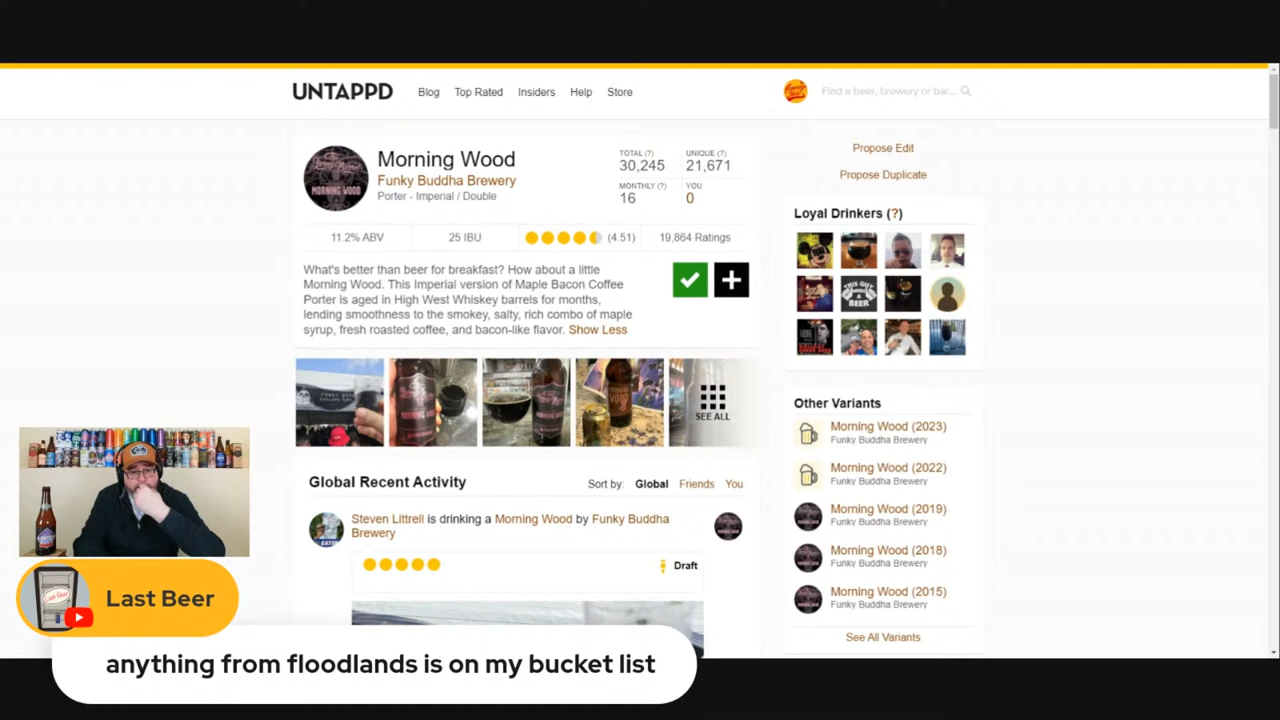 UNTAPPD
Blog Top Rated Insiders Help Store
Find a beer, brewery or bar...
Morning Wood
Funky Buddha Brewery
Porter - Imperial / Double
TOTAL (?) UNIQUE (?)
30,245 21,671
MONTHLY (?) YOU
16 0
11.2% ABV 25 IBU (4.51) 19,864 Ratings
What's better than beer for breakfast? How about a little
Morning Wood. This Imperial version of Maple Bacon Coffee
Porter is aged in High West Whiskey barrels for months,
lending smoothness to the smokey, salty, rich combo of maple
syrup, fresh roasted coffee, and bacon-like flavor. Show Less
MORNING WOOD
SEE ALL
Global Recent Activity Sort by: Global Friends You
Steven Littrell is drinking a Morning Wood by Funky Buddha
Brewery
Draft
Propose Edit
Propose Duplicate
Loyal Drinkers (?)
THIS GUY
NEEDS A
BEER
Other Variants
Morning Wood (2023)
Funky Buddha Brewery
Morning Wood (2022)
Funky Buddha Brewery
Morning Wood (2019)
Funky Buddha Brewery
Morning Wood (2018)
Funky Buddha Brewery
Morning Wood (2015)
Funky Buddha Brewery
See All Variants
Last Beer
Last Beer
anything from floodlands is on my bucket list